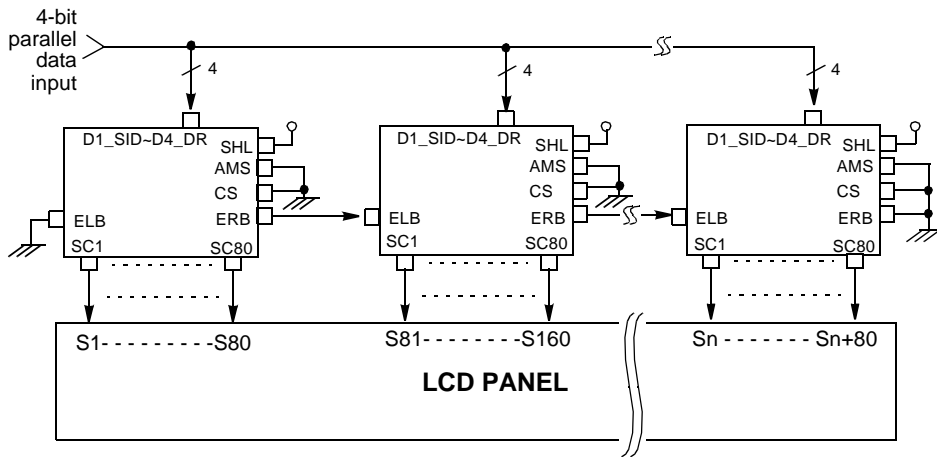 4-bit
parallel
data
input
4
4
4
D1_SID~D4_DR
SHL
AMS
CS
ERB
ELB
SC1
SC80
D1_SID~D4_DR
SHL
AMS
CS
ERB
ELB
SC1
SC80
D1_SID~D4_DR
SHL
AMS
CS
ERB
ELB
SC1
SC80
S1- - - - - - - -S80
S81- - - - - - -S160
Sn - - - - - - - Sn+80
LCD PANEL